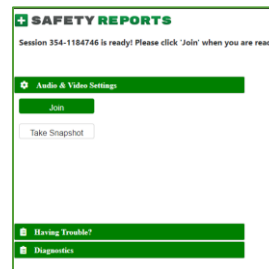 SAFETY REPORTS
Session 354-1184746 is ready! Please click 'Join' when you are
Audio & Video Settings
Join
Take Snapshot
Having Trouble?
Diagnostics